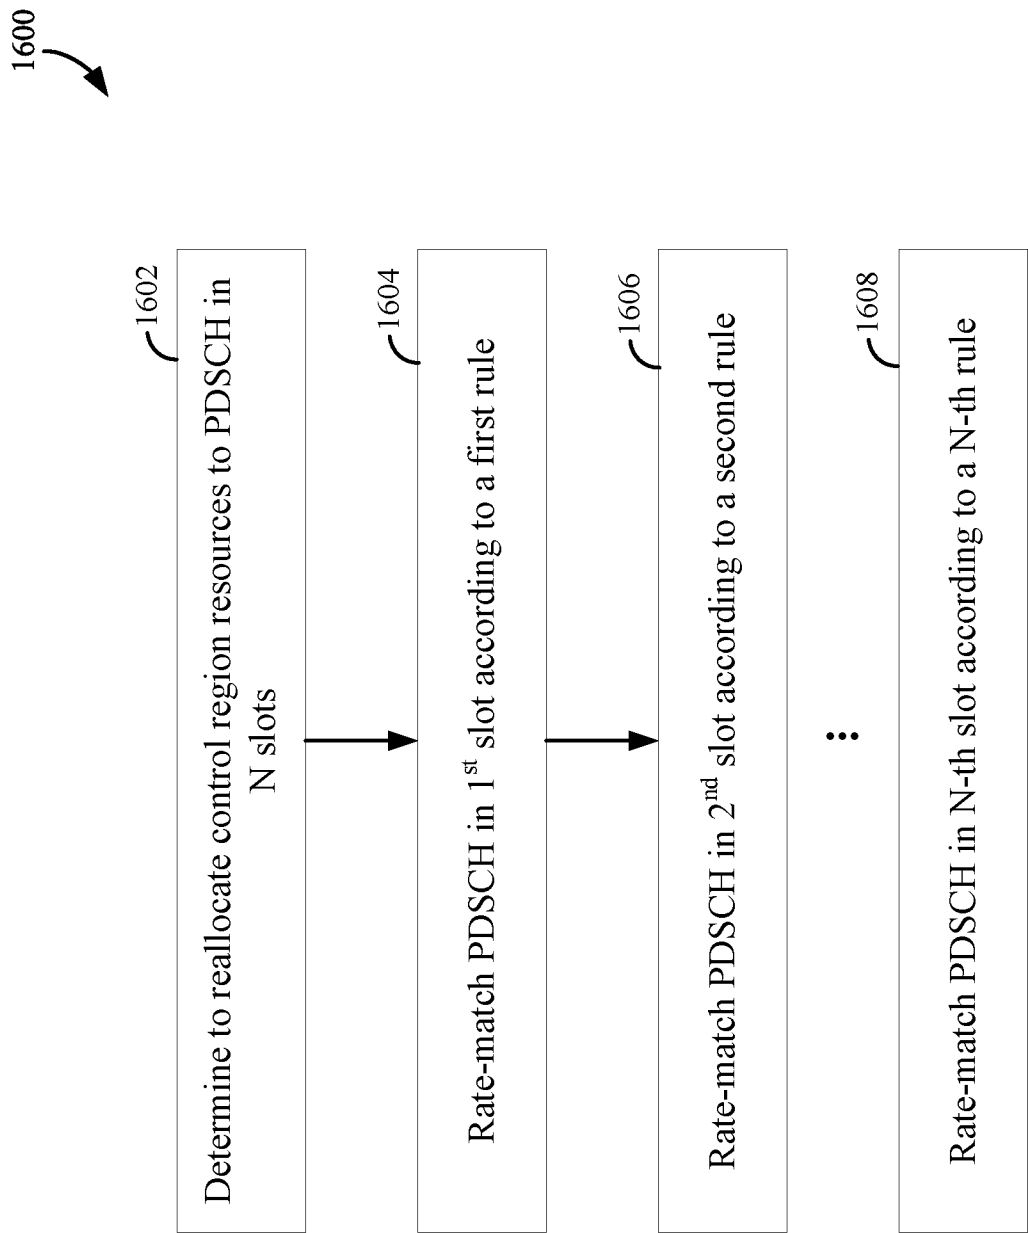 1600
1602
Determine to reallocate control region resources to PDSCH in
N slots
1604
Rate-match PDSCH in 1st slot according to a first rule
1606
Rate-match PDSCH in 2nd slot according to a second rule
1608
Rate-match PDSCH in N-th slot according to a N-th rule